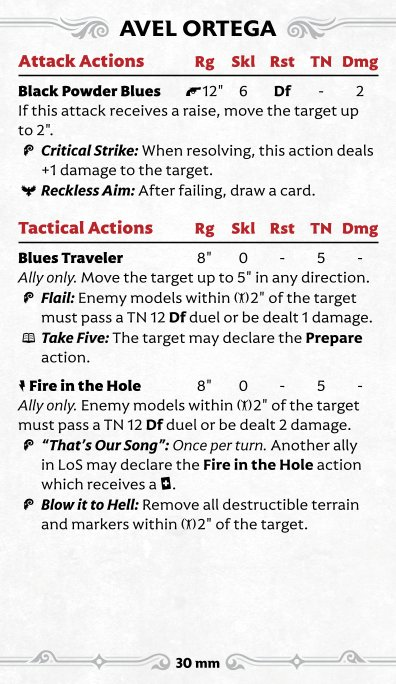 AVEL ORTEGA
Attack Actions Rg Skl Rst TN Dmg
Black Powder Blues 12" 6 Df - 2
If this attack receives a raise, move the target up
to 2".
Critical Strike: When resolving, this action deals
+1 damage to the target.
Reckless Aim: After failing, draw a card.
Tactical Actions Rg Skl Rst TN Dmg
Blues Traveler 8" 0 - 5 -
Ally only. Move the target up to 5" in any direction.
Flail: Enemy models within 2" of the target
must pass a TN 12 Df duel or be dealt 1 damage.
Take Five: The target may declare the Prepare
action.
Fire in the Hole 8" 0 - 5 -
Ally only. Enemy models within 2" of the target
must pass a TN 12 Df duel or be dealt 2 damage.
"That's Our Song": Once per turn. Another ally
in LoS may declare the Fire in the Hole action
which receives a .
Blow it to Hell: Remove all destructible terrain
and markers within 2" of the target.
30 mm